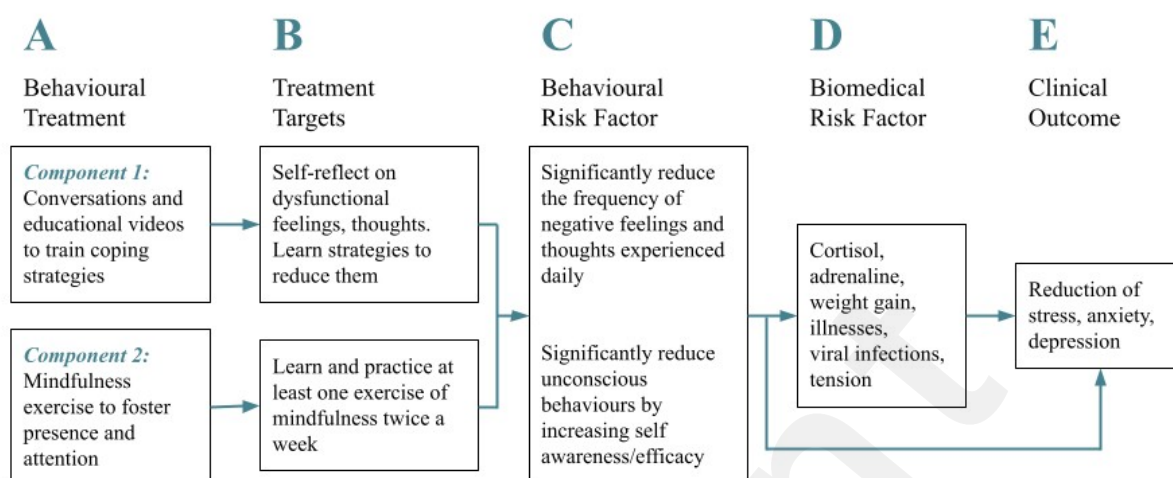 A
Behavioural
Treatment
B
Treatment
Targets
C
Behavioural
Risk Factor
D
Biomedical
Risk Factor
E
Clinical
Outcome
Component 1:
Conversations and
educational videos
to train coping
strategies
Self-reflect on
dysfunctional
feelings, thoughts.
Learn strategies to
reduce them
Component 2:
Mindfulness
exercise to foster
presence and
attention
Learn and practice at
least one exercise of
mindfulness twice a
week
Significantly reduce
the frequency of
negative feelings and
thoughts experienced
daily
Significantly reduce
unconscious
behaviours by
increasing self
awareness/efficacy
Cortisol,
adrenaline,
weight gain,
illnesses,
viral infections,
tension
Reduction of
stress, anxiety,
depression